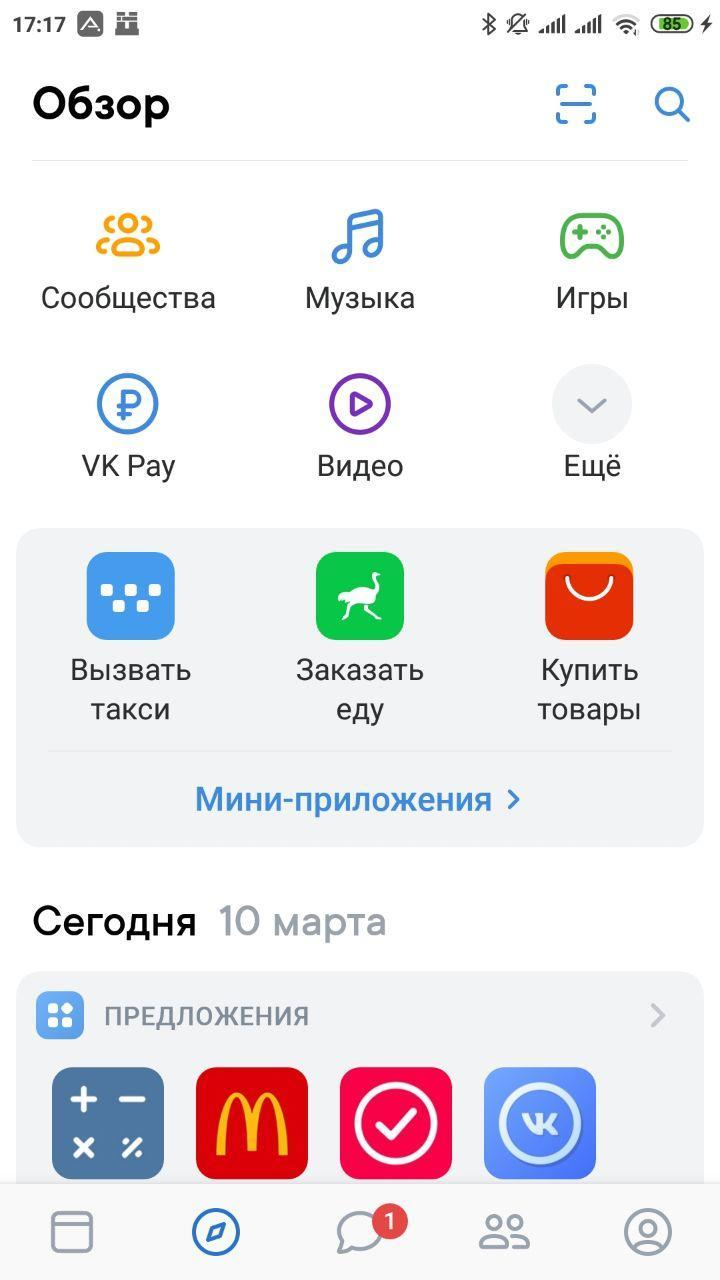 17:17
85
Обзор
Сообщества
Музыка
Игры
VK Pay
Видео
Ещё
Вызвать
такси
Заказать
еду
Купить
товары
Мини-приложения
Сегодня 10 марта
ПРЕДЛОЖЕНИЯ
1